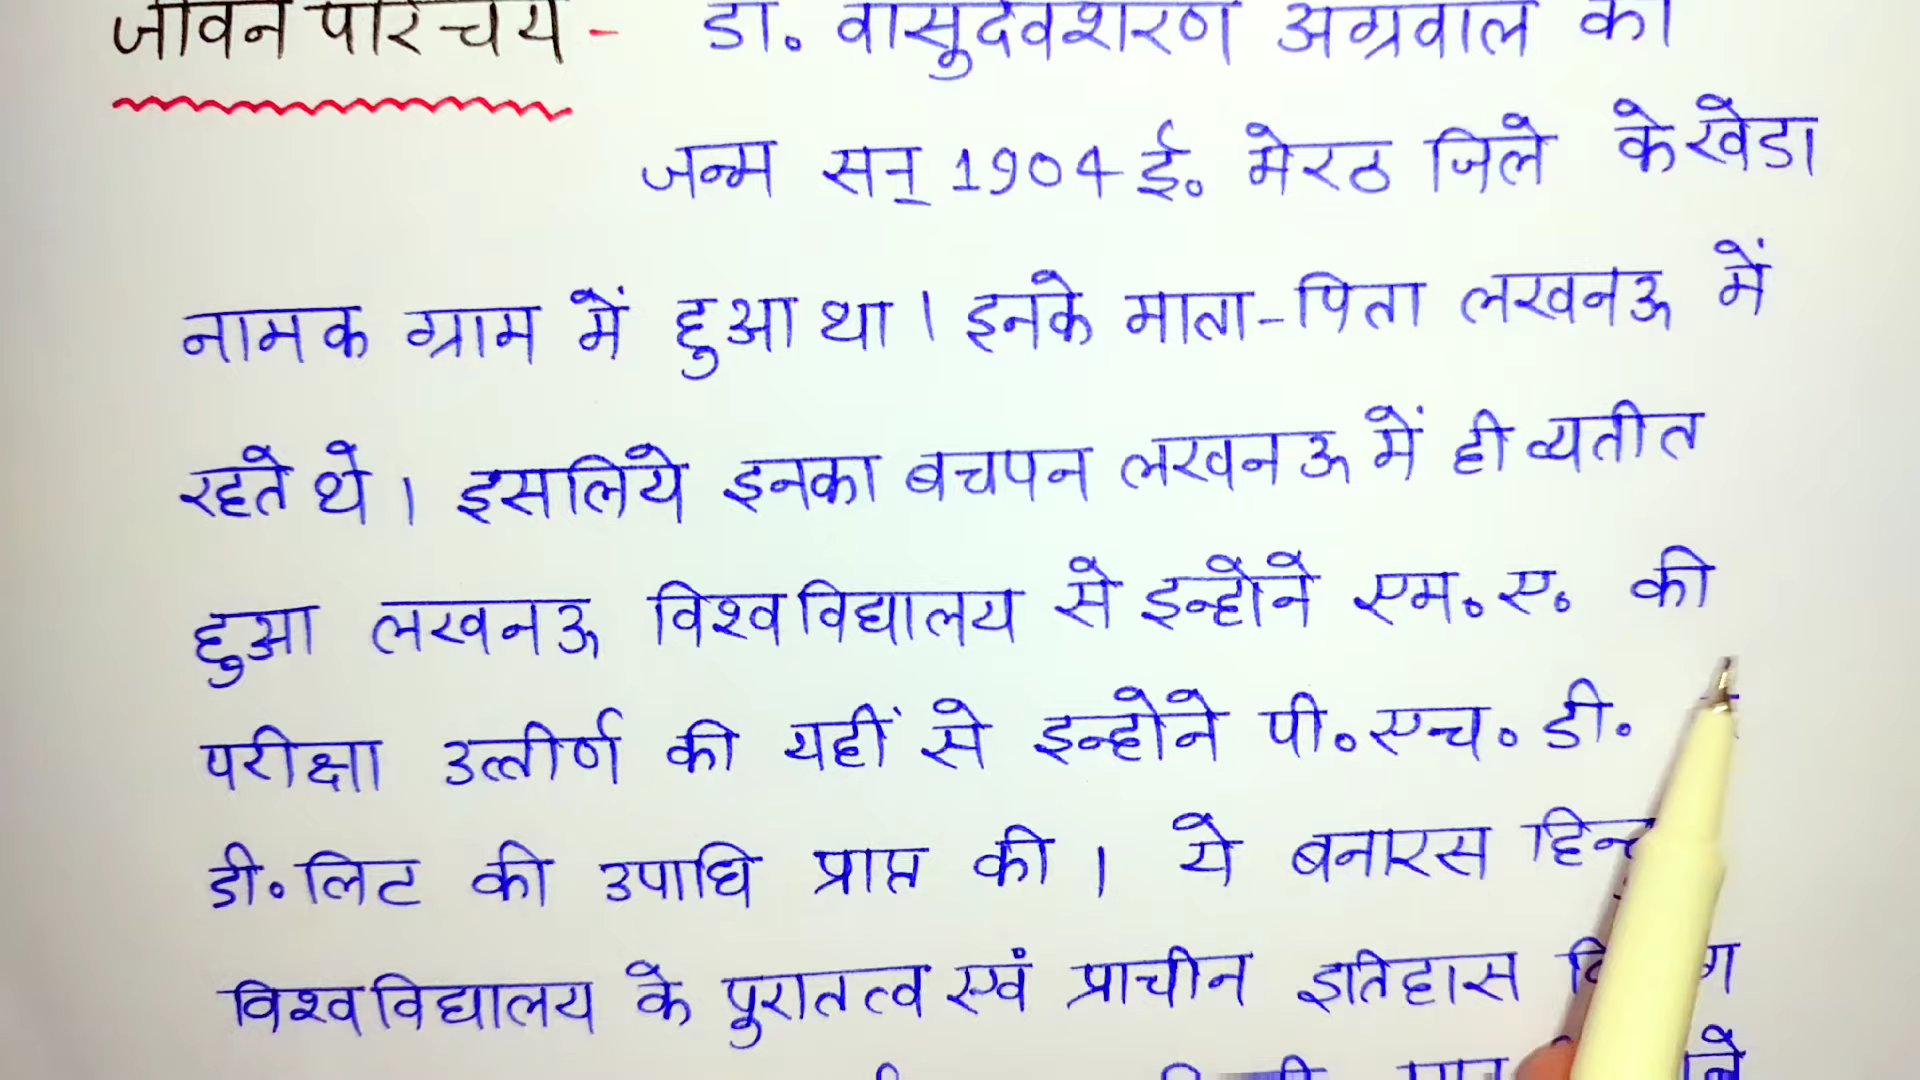 जीवन परिचय - डा. वासुदेवशरण अग्रवाल का
जन्म सन् 1904 ई. मेरठ जिले के खेडा
नामक ग्राम में हुआ था । इनके माता-पिता लखनऊ में
रहते थे । इसलिये इनका बचपन लखनऊ में ही व्यतीत
हुआ लखनऊ विश्वविद्यालय से इन्होने एम.ए. की
परीक्षा उत्तीर्ण की यहीं से इन्होने पी.एच.डी.
डी.लिट की उपाधि प्राप्त की । ये बनारस
विश्वविद्यालय के पुरातत्व एवं प्राचीन इतिहास